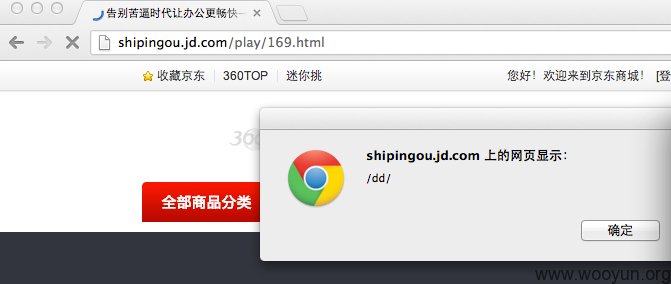 告别苦逼时代让办公更畅快—
shipingou.jd.com/play/169.html
收藏京东 360TOP 迷你挑 您好！欢迎来到京东商城！ [登
360
shipingou.jd.com 上的网页显示：
/dd/
全部商品分类
确定
www.wooyun.org